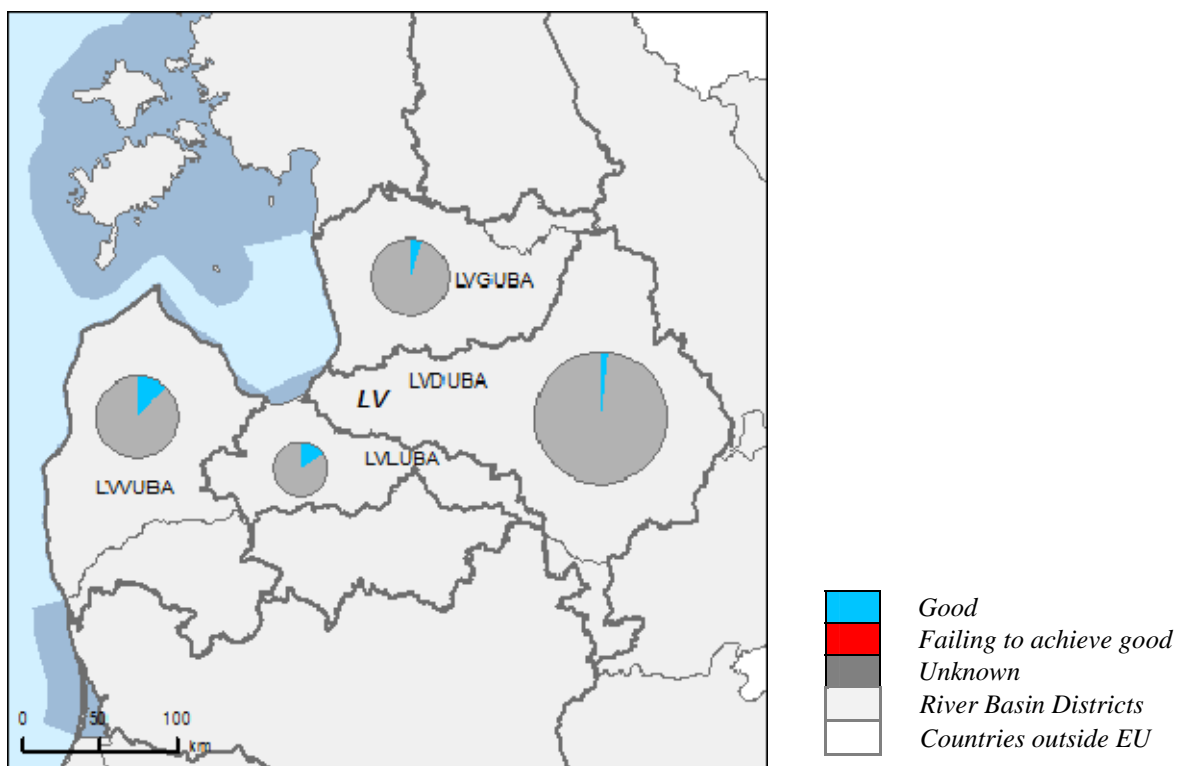 LVGUBA
LVDUBA
LV
LVLUBA
LVVUBA
0 50 100
km
Good
Failing to achieve good
Unknown
River Basin Districts
Countries outside EU